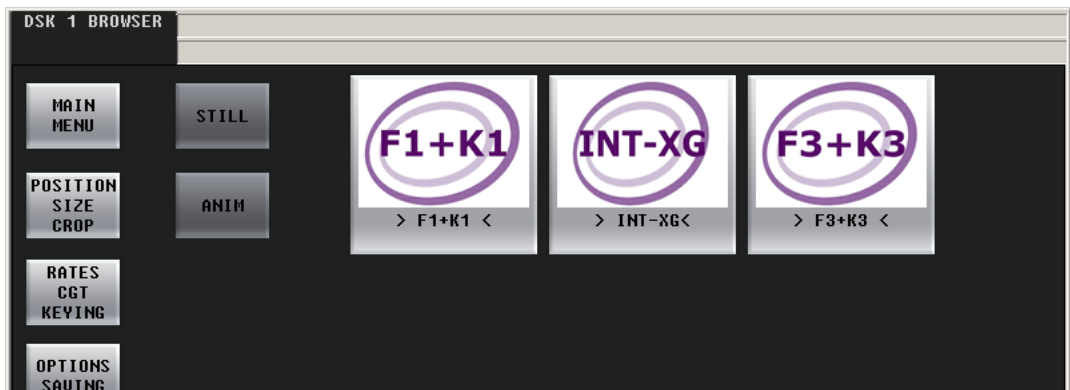 DSK 1 BROWSER
MAIN
MENU
STILL
F1+K1
INT-XG
F3+K3
> F1+K1 <
> INT-XG<
> F3+K3 <
POSITION
SIZE
CROP
ANIM
RATES
CGT
KEYING
OPTIONS
SAVING